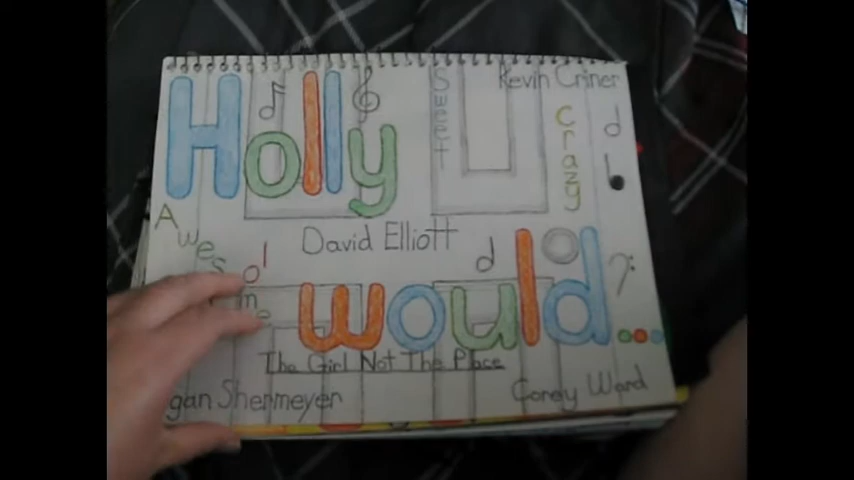 Holly
Sweet
Kevin Criner
Crazy
David Elliott
would...
The Girl Not The Place
Corey Ward